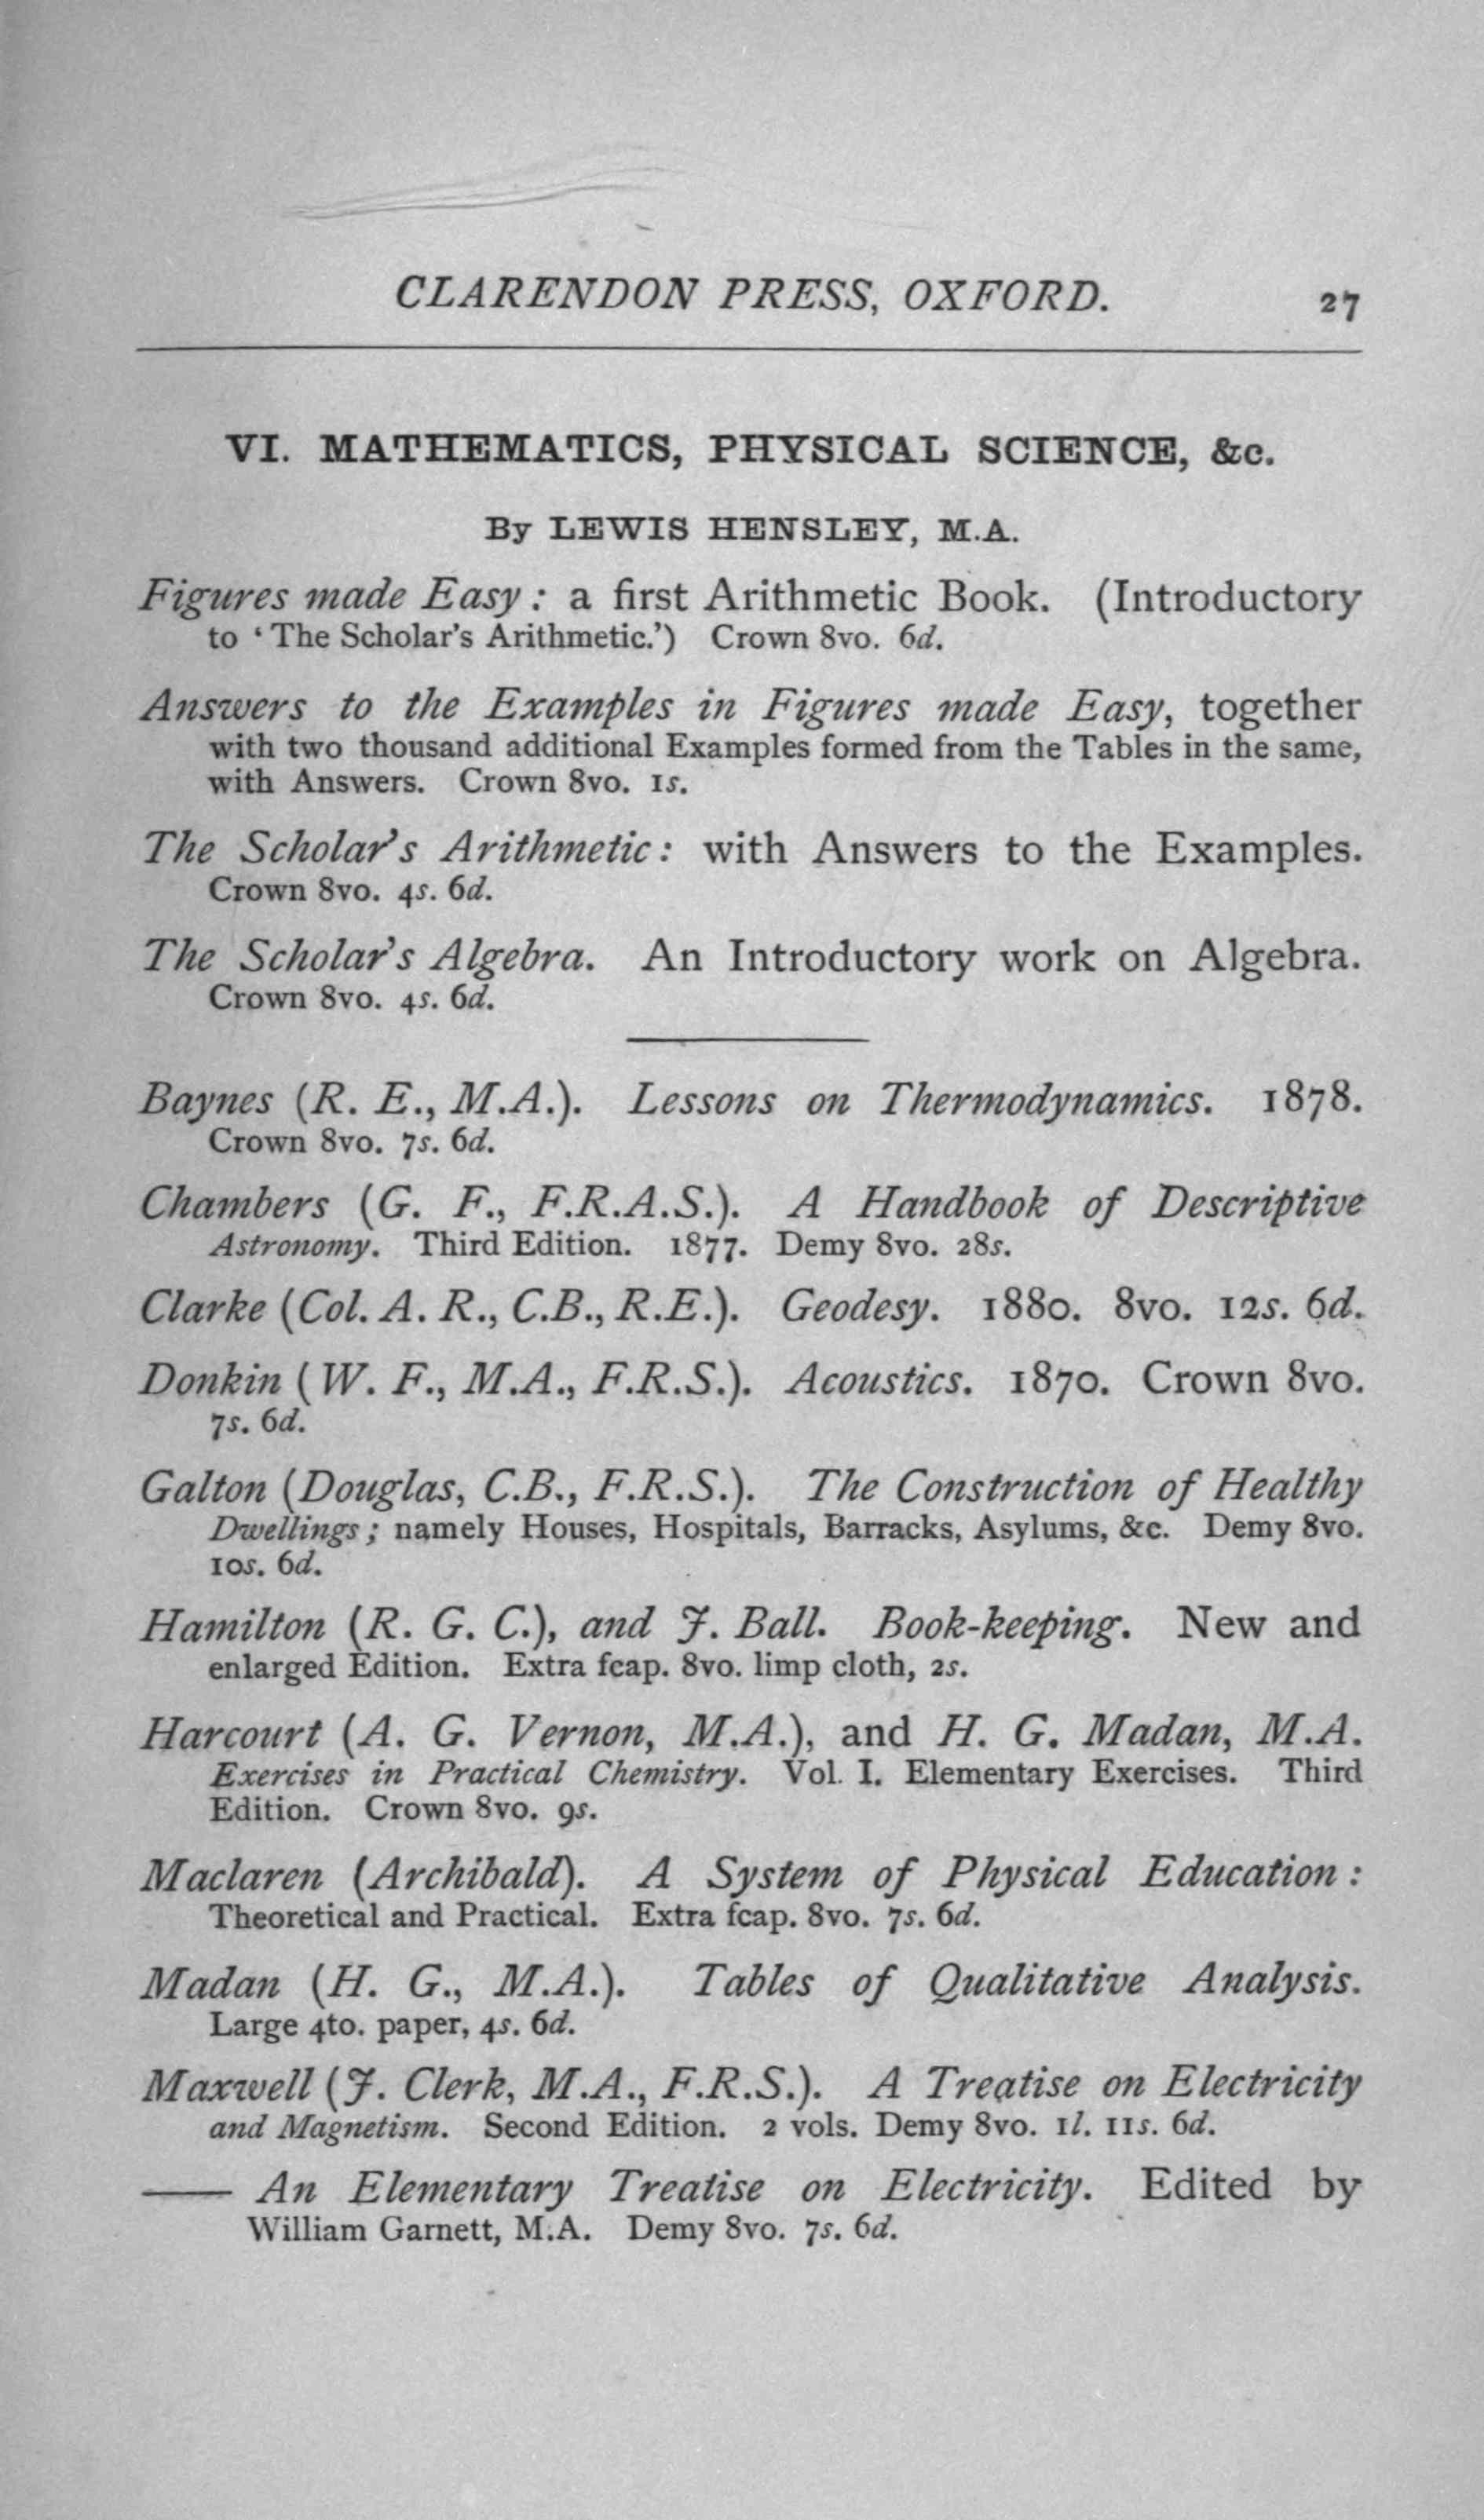 CLARENDON PRESS, OXFORD. 27
VI. MATHEMATICS, PHYSICAL SCIENCE, &c.
By LEWIS HENSLEY, M.A.
Figures made Easy: a first Arithmetic Book. (Introductory
to ‘The Scholar’s Arithmetic.’) Crown 8vo. 6d.
Answers to the Examples in Figures made Easy, together
with two thousand additional Examples formed from the Tables in the same,
with Answers. Crown 8vo. 1s.
The Scholar’s Arithmetic: with Answers to the Examples.
Crown 8vo. 4s. 6d.
The Scholar’s Algebra. An Introductory work on Algebra.
Crown 8vo. 4s. 6d.
Baynes (R. E., M.A.). Lessons on Thermodynamics. 1878.
Crown 8vo. 7s. 6d.
Chambers (G. F., F.R.A.S.). A Handbook of Descriptive
Astronomy. Third Edition. 1877. Demy 8vo. 28s.
Clarke (Col. A. R., C.B., R.E.). Geodesy. 1880. 8vo. 12s. 6d.
Donkin (W. F., M.A., F.R.S.). Acoustics. 1870. Crown 8vo.
7s. 6d.
Galton (Douglas, C.B., F.R.S.). The Construction of Healthy
Dwellings; namely Houses, Hospitals, Barracks, Asylums, &c. Demy 8vo.
10s. 6d.
Hamilton (R. G. C.), and J. Ball. Book-keeping. New and
enlarged Edition. Extra fcap. 8vo. limp cloth, 2s.
Harcourt (A. G. Vernon, M.A.), and H. G. Madan, M.A.
Exercises in Practical Chemistry. Vol. I. Elementary Exercises. Third
Edition. Crown 8vo. 9s.
Maclaren (Archibald). A System of Physical Education:
Theoretical and Practical. Extra fcap. 8vo. 7s. 6d.
Madan (H. G., M.A.). Tables of Qualitative Analysis.
Large 4to. paper, 4s. 6d.
Maxwell (J. Clerk, M.A., F.R.S.). A Treatise on Electricity
and Magnetism. Second Edition. 2 vols. Demy 8vo. 1l. 11s. 6d.
—— An Elementary Treatise on Electricity. Edited by
William Garnett, M.A. Demy 8vo. 7s. 6d.